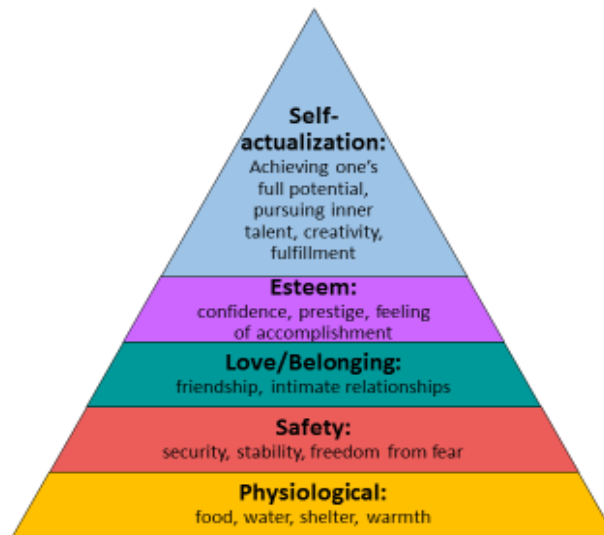 Self-
actualization:
Achieving one's
full potential,
pursuing inner
talent, creativity,
fulfillment
Esteem:
confidence, prestige, feeling
of accomplishment
Love/Belonging:
friendship, intimate relationships
Safety:
security, stability, freedom from fear
Physiological:
food, water, shelter, warmth